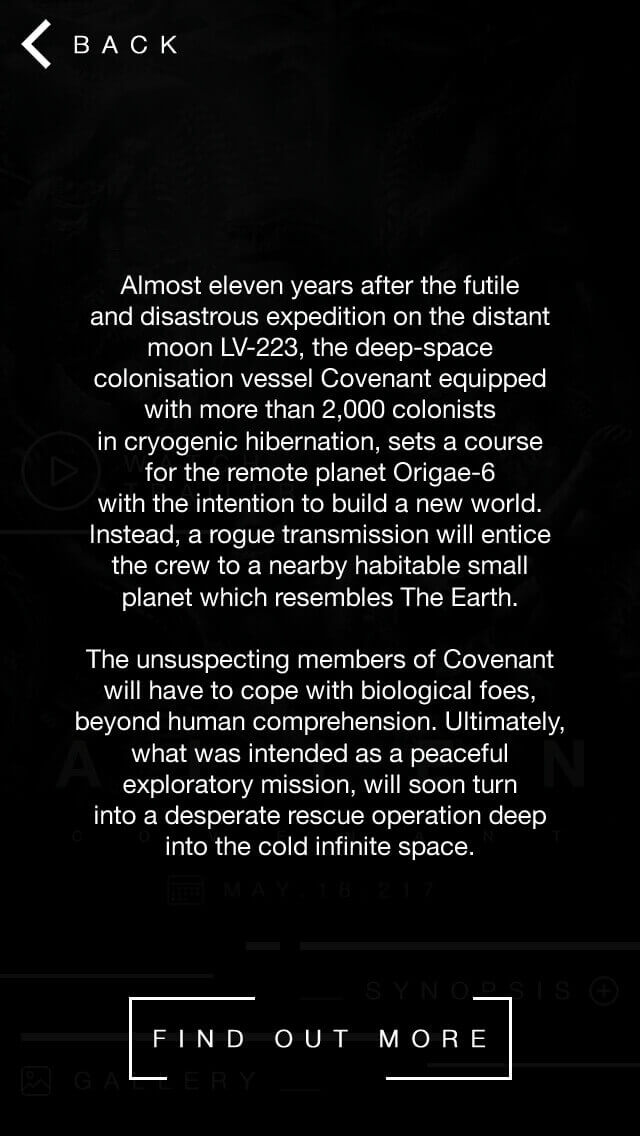 BACK
Almost eleven years after the futile
and disastrous expedition on the distant
moon LV-223, the deep-space
colonisation vessel Covenant equipped
with more than 2,000 colonists
in cryogenic hibernation, sets a course
for the remote planet Origae-6
with the intention to build a new world.
Instead, a rogue transmission will entice
the crew to a nearby habitable small
planet which resembles The Earth.
The unsuspecting members of Covenant
will have to cope with biological foes,
beyond human comprehension. Ultimately,
what was intended as a peaceful
exploratory mission, will soon turn
into a desperate rescue operation deep
into the cold infinite space.
MAY.18.217
SYNOPSIS
FIND OUT MORE
GALLERY